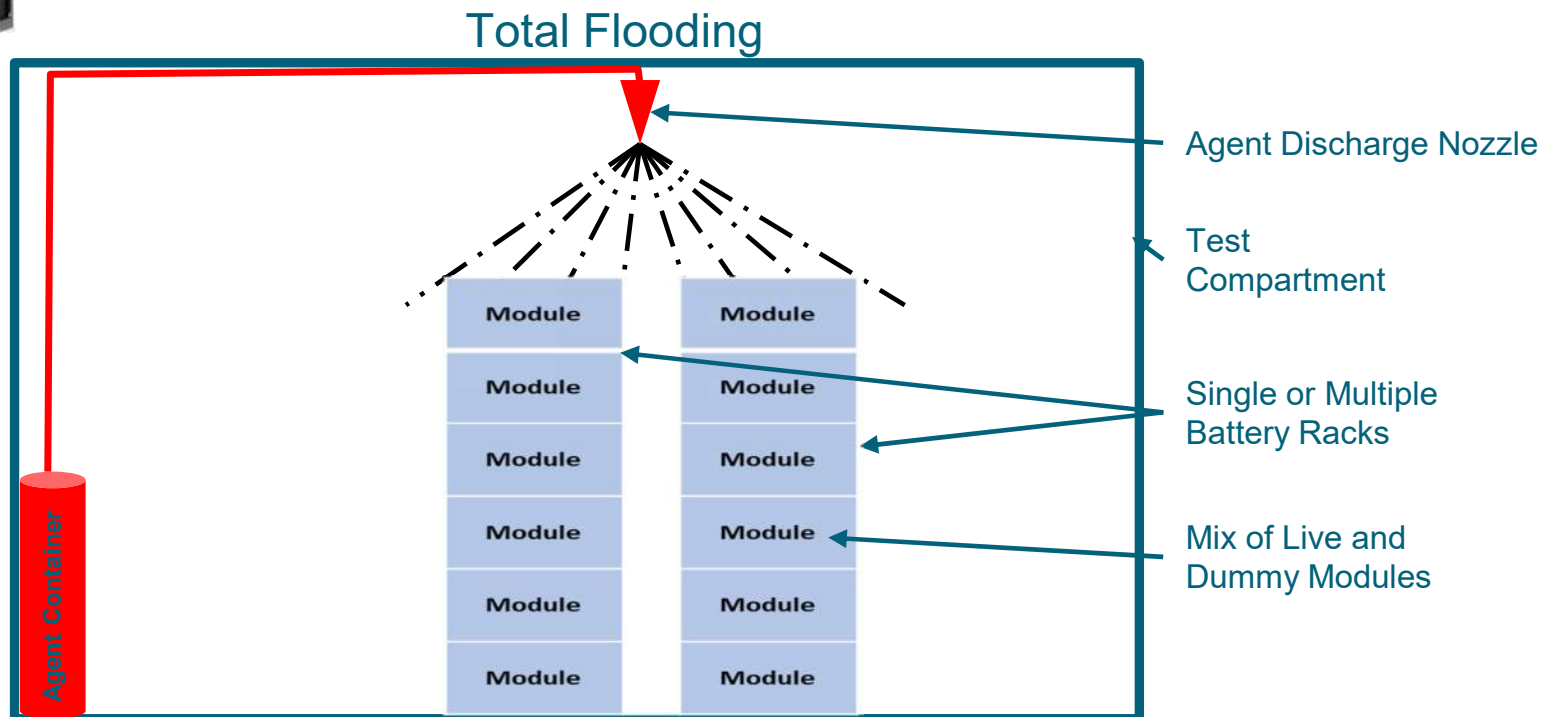 Total Flooding
Agent Discharge Nozzle
Test
Compartment
Module Module
Module Module
Single or Multiple
Battery Racks
Module Module
Module Module
Mix of Live and
Dummy Modules
Module Module
Module Module
Agent Container